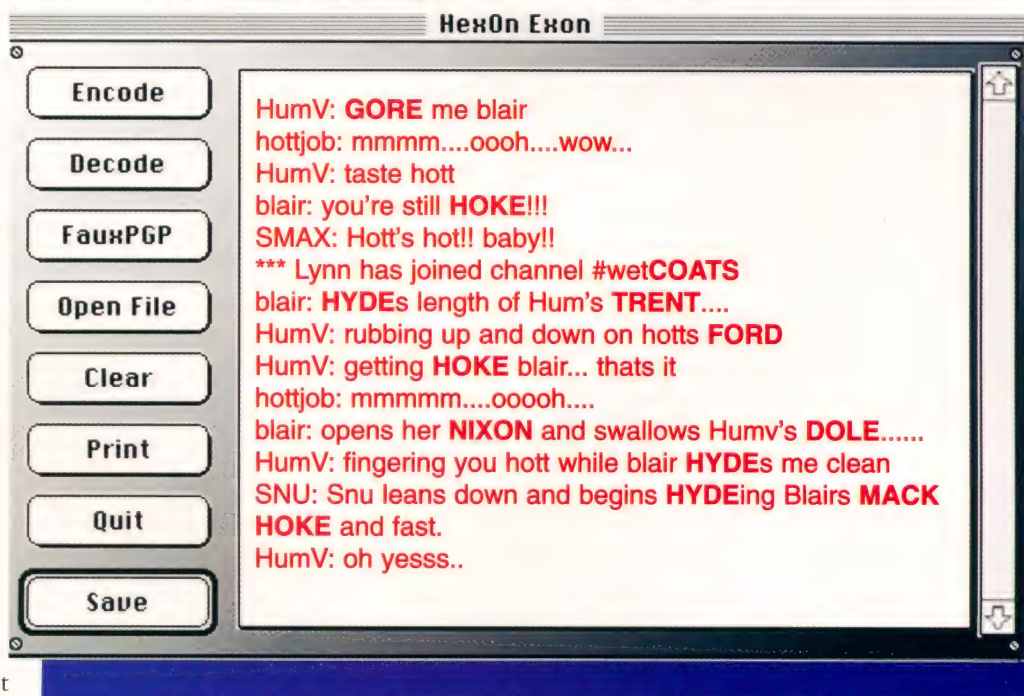 HexOn Exon
Encode
Decode
FauxPGP
Open File
Clear
Print
Quit
Save
HumV: GORE me blair
hottjob: mmmm....oooh....wow...
HumV: taste hott
blair: you're still HOKE!!!
SMAX: Hott's hot!! baby!!
*** Lynn has joined channel #wetCOATS
blair: HYDEs length of Hum's TRENT....
HumV: rubbing up and down on hotts FORD
HumV: getting HOKE blair... thats it
hottjob: mmmmm....ooooh....
blair: opens her NIXON and swallows Humv's DOLE......
HumV: fingering you hott while blair HYDEs me clean
SNU: Snu leans down and begins HYDEing Blairs MACK
HOKE and fast.
HumV: oh yesss..
t